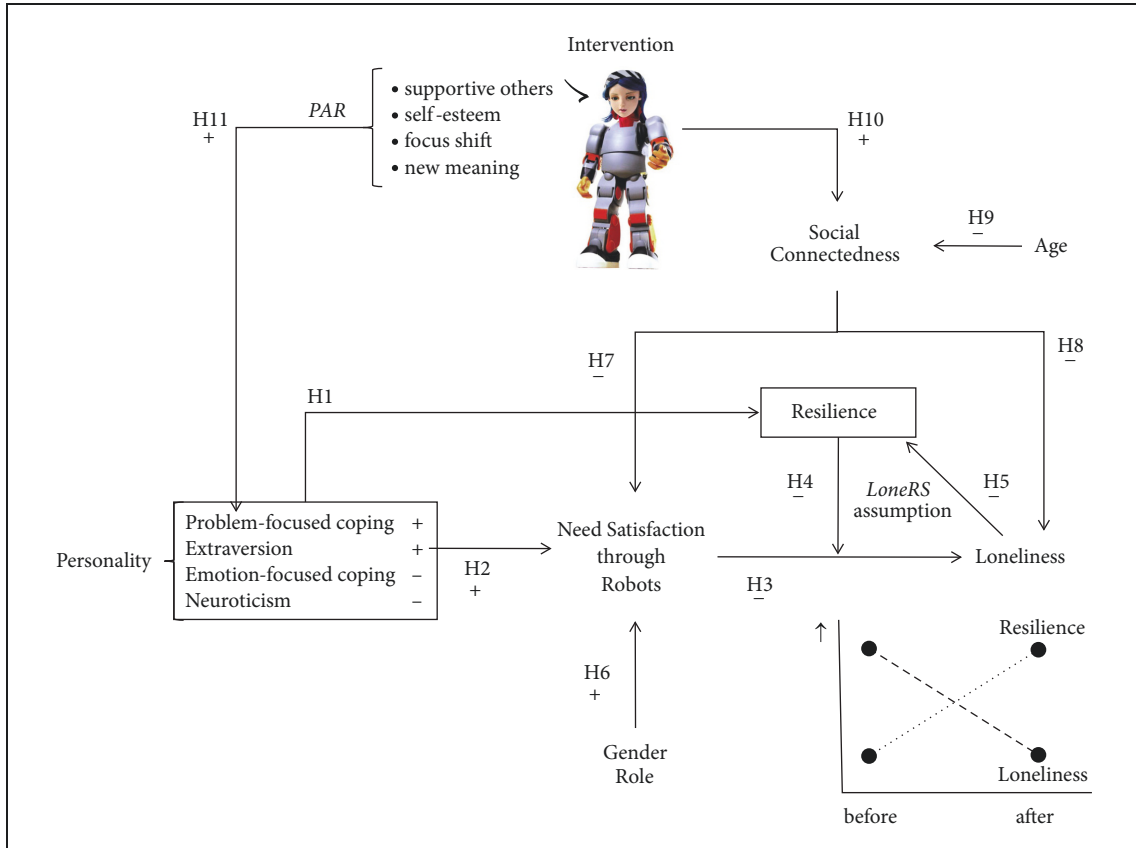 Intervention
PAR
• supportive others
• self-esteem
• focus shift
• new meaning
H11
+
H10
+
Social
Connectedness
H9
–
Age
H7
–
H8
–
H1
Resilience
H4
–
LoneRS
assumption
H5
–
Personality
Problem-focused coping +
Extraversion +
Emotion-focused coping –
Neuroticism –
H2
+
Need Satisfaction
through
Robots
H3
–
Loneliness
H6
+
Gender
Role
↑
Resilience
Loneliness
before after